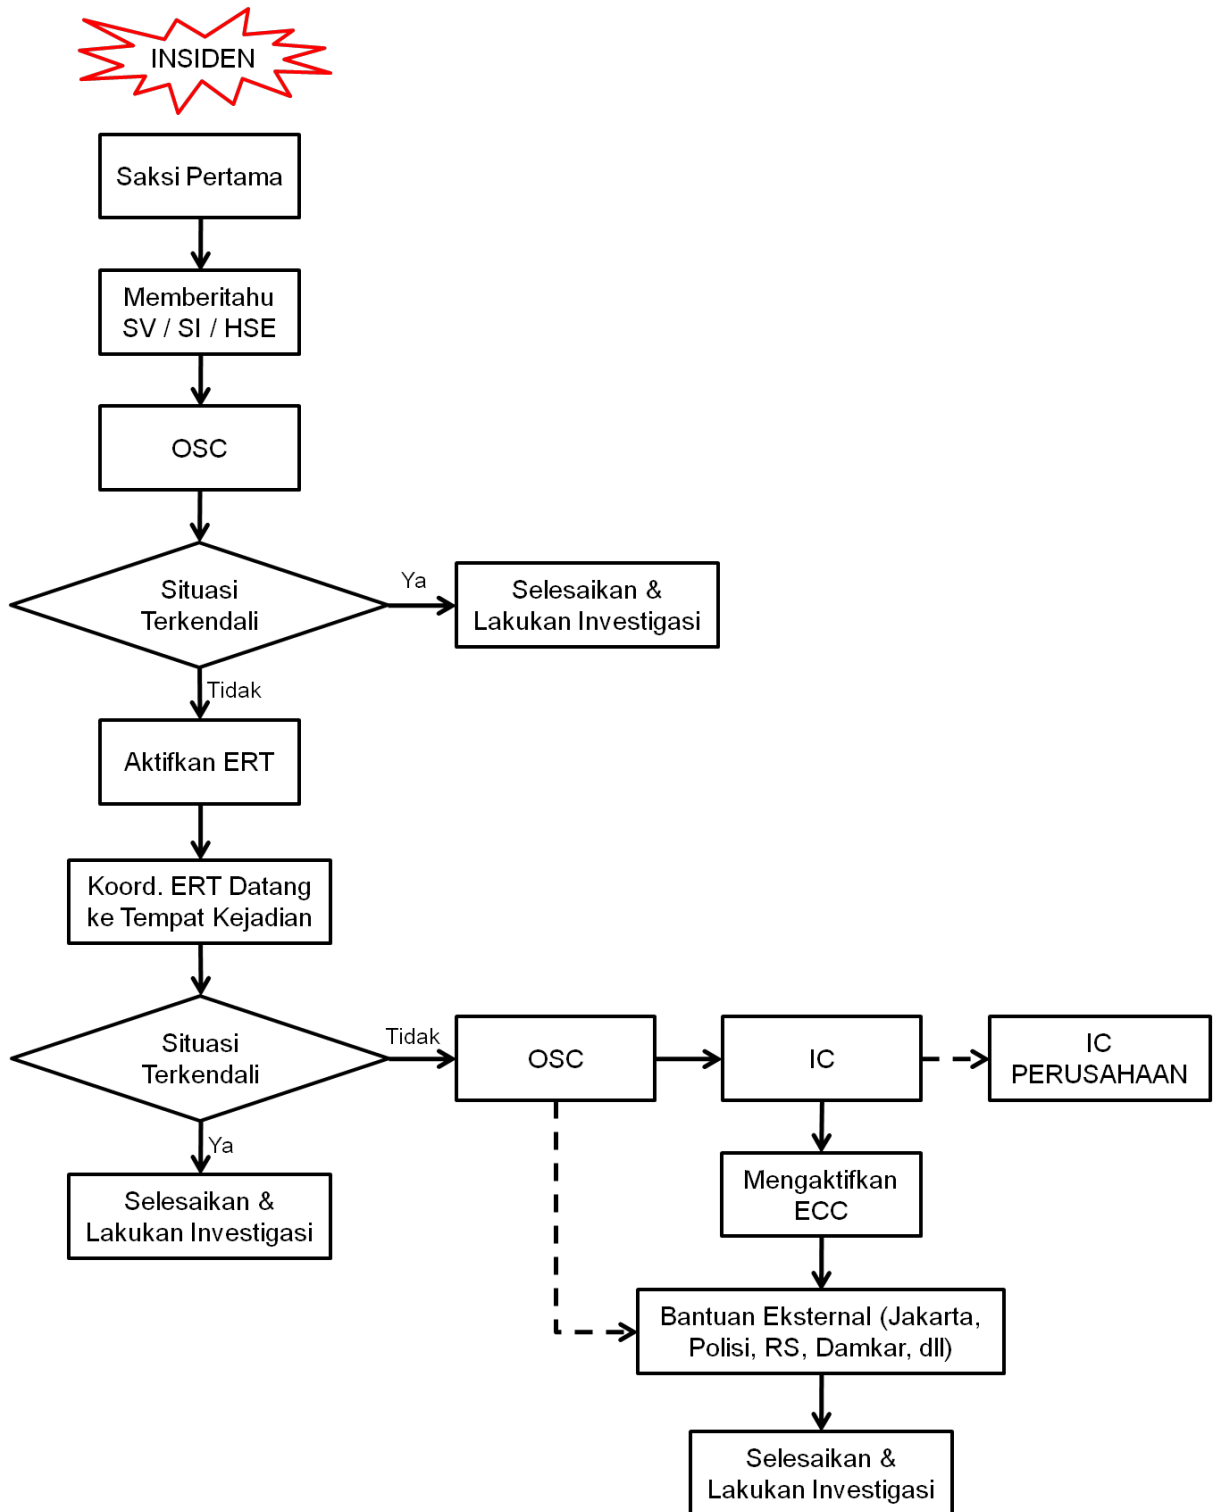 INSIDEN
Saksi Pertama
Memberitahu
SV / SI / HSE
OSC
Situasi
Terkendali
Ya
Selesaikan &
Lakukan Investigasi
Tidak
Aktifkan ERT
Koord. ERT Datang
ke Tempat Kejadian
Situasi
Terkendali
Tidak
OSC
IC
IC
PERUSAHAAN
Ya
Selesaikan &
Lakukan Investigasi
Mengaktifkan
ECC
Bantuan Eksternal (Jakarta,
Polisi, RS, Damkar, dll)
Selesaikan &
Lakukan Investigasi